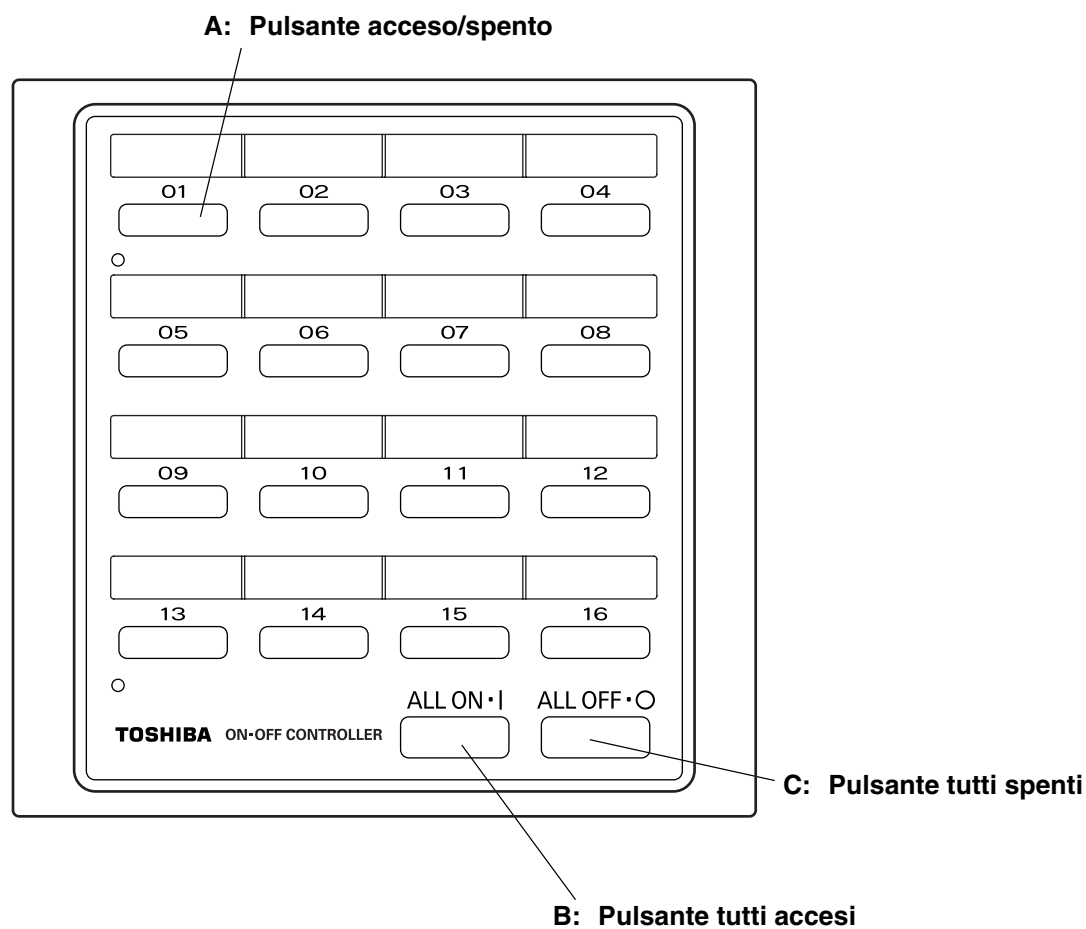 A: Pulsante acceso/spento
01 02 03 04
05 06 07 08
09 10 11 12
13 14 15 16
ALL ON・I ALL OFF・O
TOSHIBA ON-OFF CONTROLLER
C: Pulsante tutti spenti
B: Pulsante tutti accesi